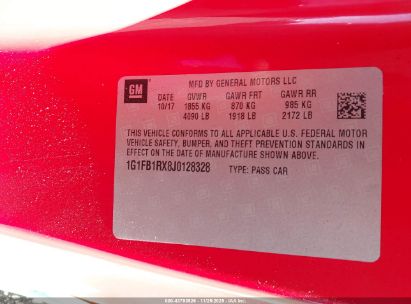 MFD BY GENERAL MOTORS LLC
GM
DATE GVWR GAWR FRT GAWR RR
10/17 1855 KG 870 KG 985 KG
4090 LB 1918 LB 2172 LB
THIS VEHICLE CONFORMS TO ALL APPLICABLE U.S. FEDERAL MOTOR
VEHICLE SAFETY, BUMPER, AND THEFT PREVENTION STANDARDS IN
EFFECT ON THE DATE OF MANUFACTURE SHOWN ABOVE.
1G1FB1RX8J0128328 TYPE: PASS CAR